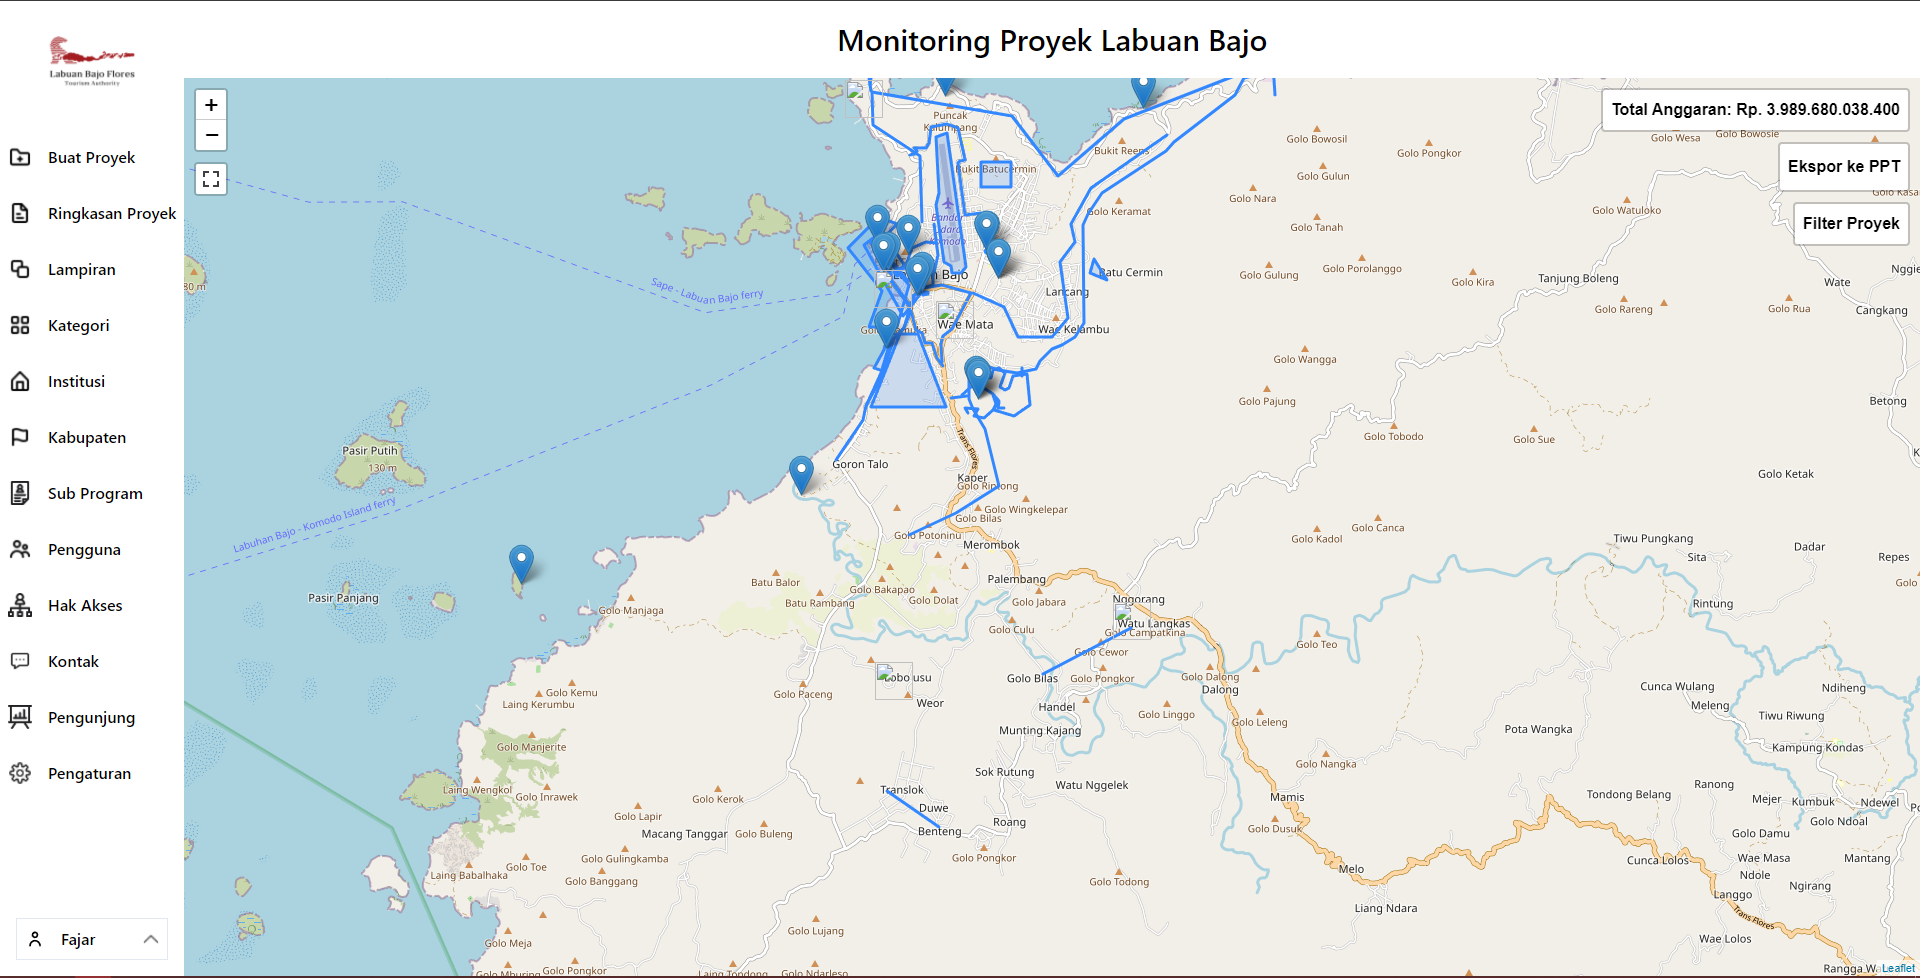 Labuan Bajo Flores
Tourism Authority
Monitoring Proyek Labuan Bajo
Buat Proyek
Ringkasan Proyek
Lampiran
Kategori
Institusi
Kabupaten
Sub Program
Pengguna
Hak Akses
Kontak
Pengunjung
Pengaturan
Fajar
+
−
Total Anggaran: Rp. 3.989.680.038.400
Ekspor ke PPT
Filter Proyek
Puncak
Bukit Batucermin
Bukit Reens
Golo Bowosil
Golo Pongkor
Golo Wesa
Golo Bowosie
Golo Gulun
Golo Nara
Golo Keramat
Golo Tanah
Golo Watuloko
Golo Gulung
Golo Porolanggo
Golo Kira
Tanjung Boleng
Wate
Cangkang
Golo Rareng
Golo Rua
Batu Cermin
Lancang
Wae Mata
Wae Kelambu
Sape - Labuan Bajo ferry
80 m
Golo Wangga
Golo Pajung
Betong
Golo Tobodo
Golo Sue
Golo Ketak
Pasir Putih
130 m
Labuhan Bajo - Komodo Island ferry
Goron Talo
Trans Flores
Kaper
Golo Rintong
Golo Wingkelepar
Golo Bilas
Golo Potoninu
Merombok
Golo Canca
Golo Kadol
Tiwu Pungkang
Sita
Dadar
Repes
Pasir Panjang
Batu Balor
Batu Rambang
Golo Bakapao
Golo Dolat
Palembang
Golo Jabara
Golo Manjaga
Golo Culu
Nggorang
Watu Langkas
Golo Campatkina
Golo Cewor
Golo Teo
Rintung
Golo Bilas
Golo Pongkor
Golo Dalong
Dalong
Weor
Handel
Golo Linggo
Golo Leleng
Munting Kajang
Golo Paceng
Golo Kemu
Laing Kerumbu
Golo Manjerite
Cunca Wulang
Meleng
Ndiheng
Tiwu Riwung
Pota Wangka
Kampung Kondas
Golo Nangka
Sok Rutung
Watu Nggelek
Laing Wengkol
Golo Inrawek
Golo Kerok
Golo Lapir
Macang Tanggar
Golo Buleng
Translok
Duwe
Benteng
Roang
Golo Pongkor
Mamis
Golo Dusuk
Ranong
Tondong Belang
Mejer
Kumbuk
Ndewel
Golo Ndoal
Golo Damu
Cunca Lolos
Wae Masa
Ndole
Mantang
Ngirang
Langgo
Trans Flores
Golo Toe
Laing Babalhaka
Golo Gulingkamba
Golo Banggang
Golo Todong
Melo
Liang Ndara
Golo Lujang
Golo Meja
Wae Lolos
Golo Mburing
Golo Pongkor
Laing Tondong
Golo Ndarleso
Leaflet